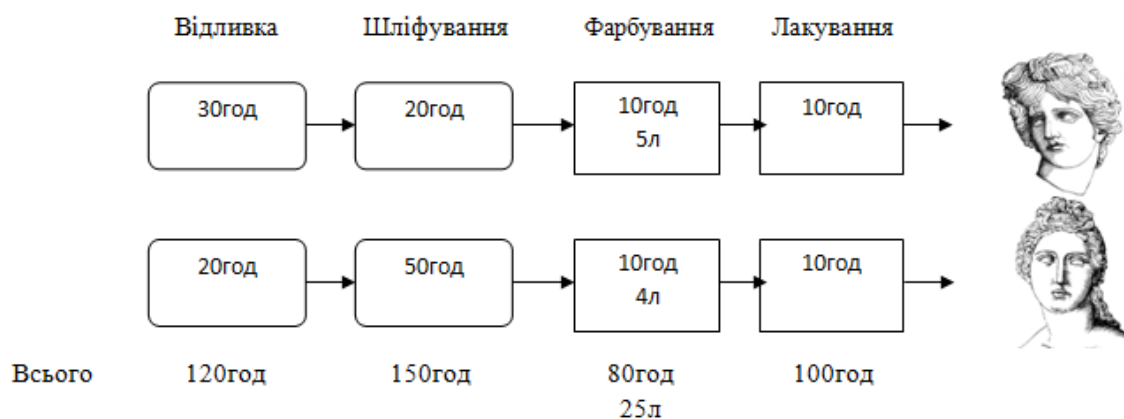 Відливка Шліфування Фарбування Лакування
30год 20год 10год 10год
5л
20год 50год 10год 10год
4л
Всього 120год 150год 80год 100год
25л